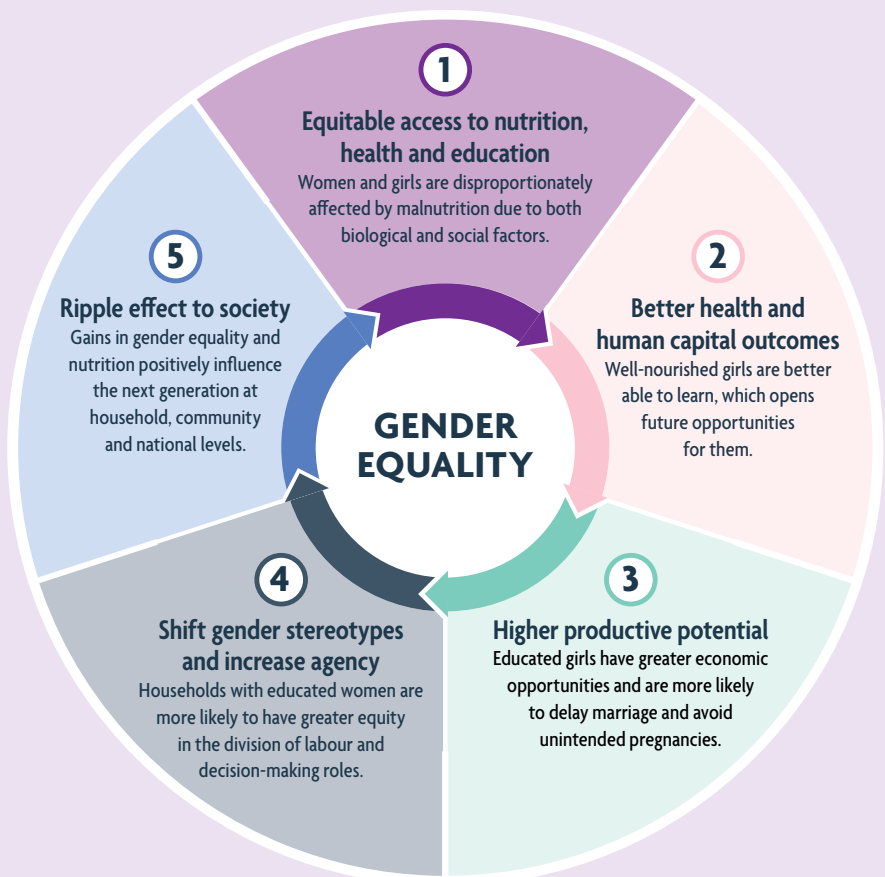 1
Equitable access to nutrition,
health and education
Women and girls are disproportionately
affected by malnutrition due to both
biological and social factors.
2
Better health and
human capital outcomes
Well-nourished girls are better
able to learn, which opens
future opportunities
for them.
3
Higher productive potential
Educated girls have greater economic
opportunities and are more likely
to delay marriage and avoid
unintended pregnancies.
4
Shift gender stereotypes
and increase agency
Households with educated women are
more likely to have greater equity
in the division of labour and
decision-making roles.
5
Ripple effect to society
Gains in gender equality and
nutrition positively influence
the next generation at
household, community
and national levels.
GENDER
EQUALITY